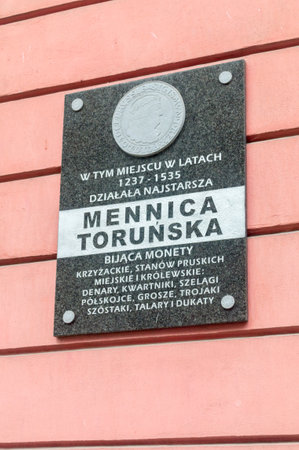 W TYM MIEJSCU W LATACH
1237 - 1535
DZIAŁAŁA NAJSTARSZA
MENNICA
TORUŃSKA
BIJĄCA MONETY
KRZYŻACKIE, STANÓW PRUSKICH
MIEJSKIE I KRÓLEWSKIE:
DENARY, KWARTNIKI, SZELĄGI
PÓŁSKOJCE, GROSZE, TROJAKI
SZÓSTAKI, TALARY I DUKATY